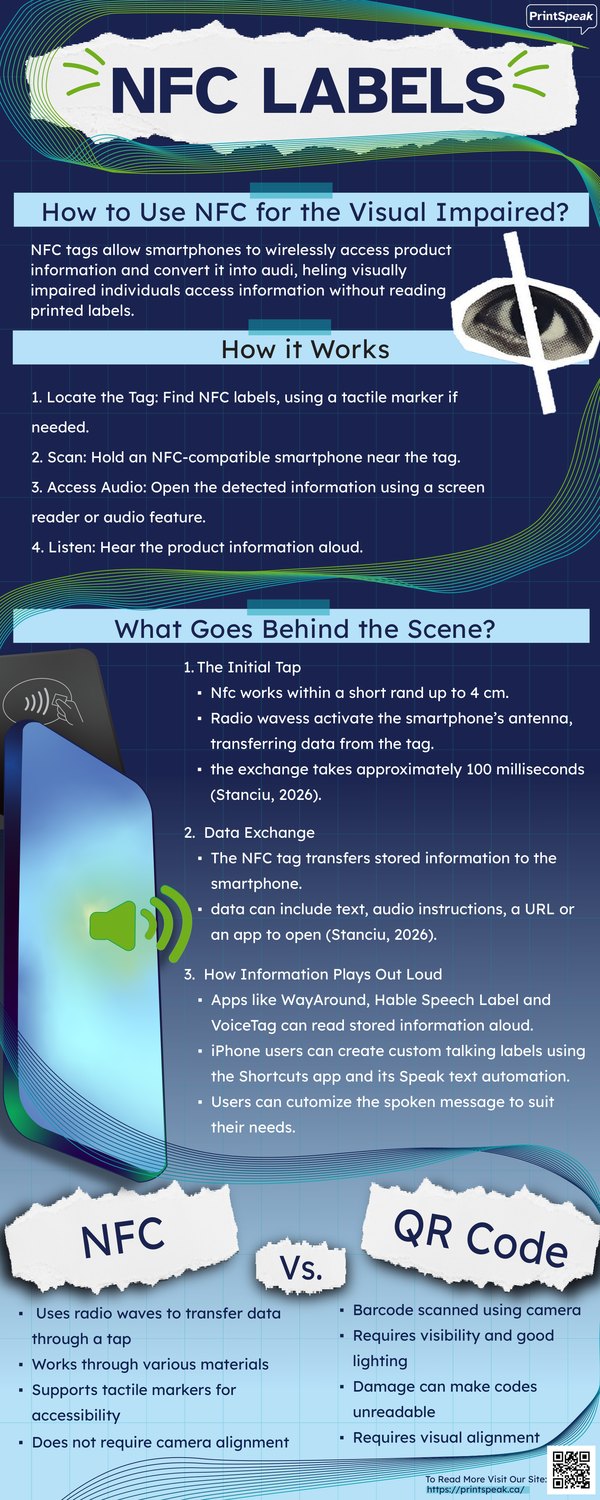 PrintSpeak
NFC LABELS
How to Use NFC for the Visual Impaired?
NFC tags allow smartphones to wirelessly access product
information and convert it into audi, heling visually
impaired individuals access information without reading
printed labels.
How it Works
1. Locate the Tag: Find NFC labels, using a tactile marker if
needed.
2. Scan: Hold an NFC-compatible smartphone near the tag.
3. Access Audio: Open the detected information using a screen
reader or audio feature.
4. Listen: Hear the product information aloud.
What Goes Behind the Scene?
1. The Initial Tap
▪ Nfc works within a short rand up to 4 cm.
▪ Radio wavess activate the smartphone's antenna,
transferring data from the tag.
▪ the exchange takes approximately 100 milliseconds
(Stanciu, 2026).
2. Data Exchange
▪ The NFC tag transfers stored information to the
smartphone.
▪ data can include text, audio instructions, a URL or
an app to open (Stanciu, 2026).
3. How Information Plays Out Loud
▪ Apps like WayAround, Hable Speech Label and
VoiceTag can read stored information aloud.
▪ iPhone users can create custom talking labels using
the Shortcuts app and its Speak text automation.
▪ Users can cutomize the spoken message to suit
their needs.
NFC
Vs.
QR Code
▪ Uses radio waves to transfer data
through a tap
▪ Works through various materials
▪ Supports tactile markers for
accessibility
▪ Does not require camera alignment
▪ Barcode scanned using camera
▪ Requires visibility and good
lighting
▪ Damage can make codes
unreadable
▪ Requires visual alignment
To Read More Visit Our Site:
https://printspeak.ca/